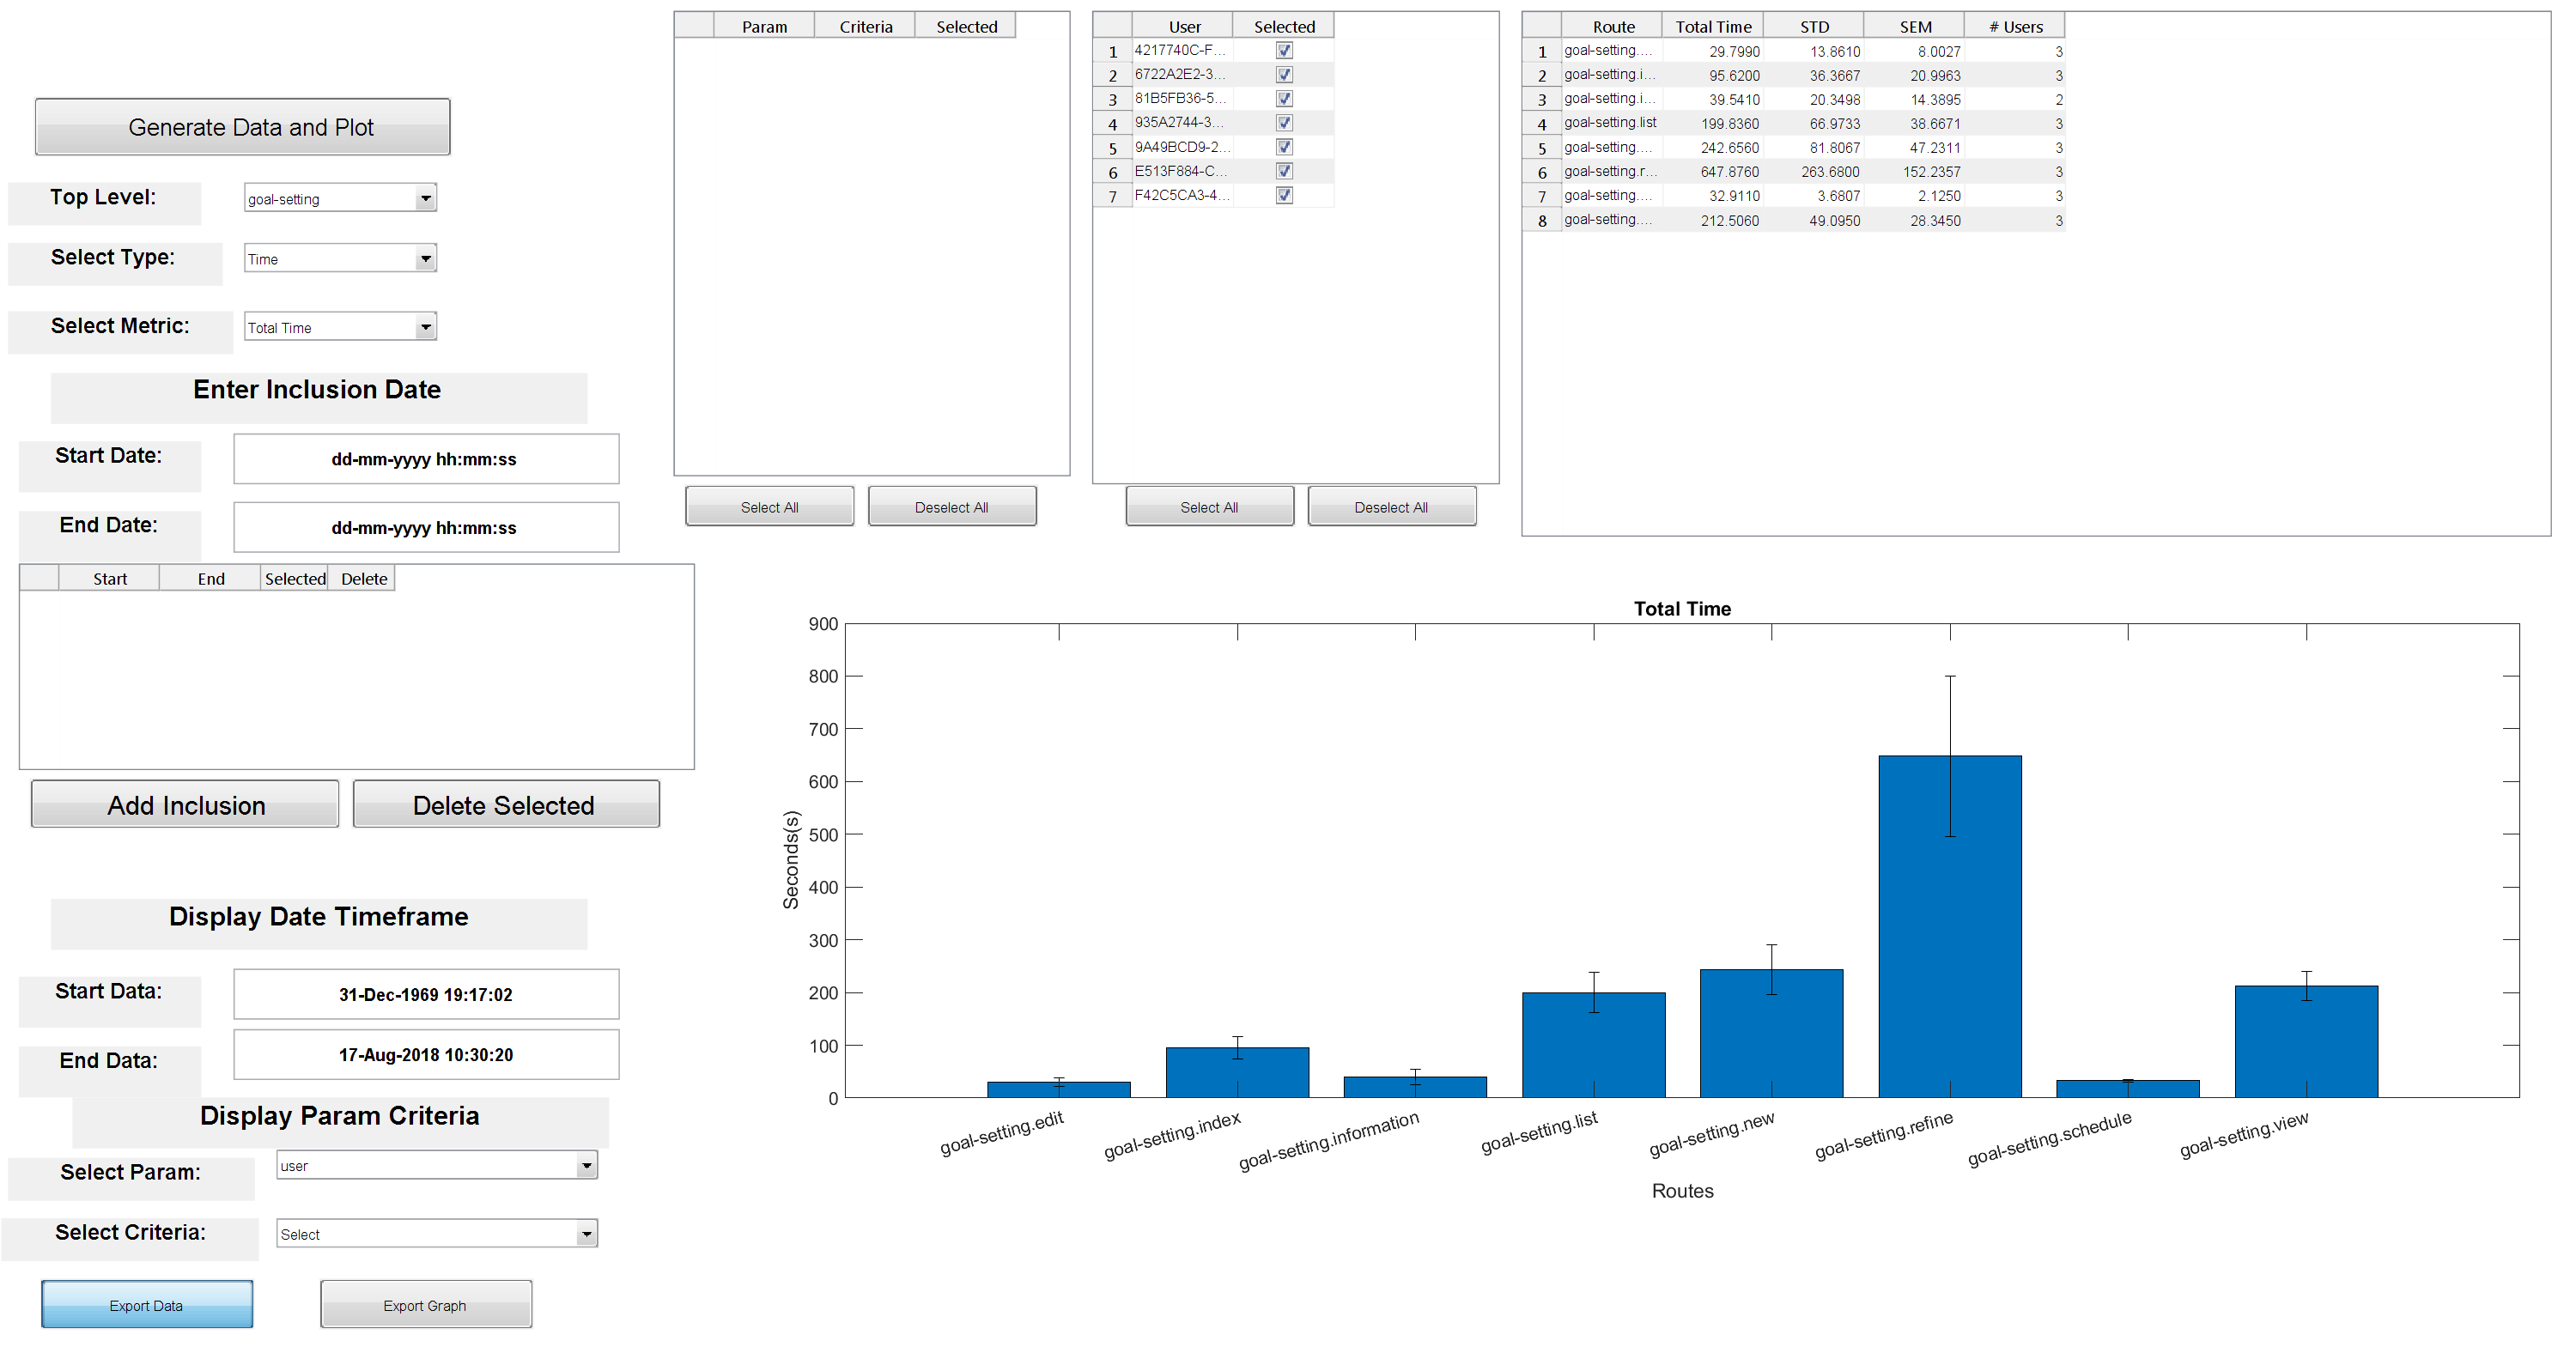 Generate Data and Plot
Top Level:
goal-setting
Select Type:
Time
Select Metric:
Total Time
Enter Inclusion Date
Start Date:
dd-mm-yyyy hh:mm:ss
End Date:
dd-mm-yyyy hh:mm:ss
Start End Selected Delete
Add Inclusion
Delete Selected
Display Date Timeframe
Start Data:
31-Dec-1969 19:17:02
End Data:
17-Aug-2018 10:30:20
Display Param Criteria
Select Param:
user
Select Criteria:
Select
Export Data
Export Graph
Param Criteria Selected
Select All
Deselect All
User Selected
1 4217740C-F...
2 6722A2E2-3...
3 81B5FB36-5...
4 935A2744-3...
5 9A49BCD9-2...
6 E513F884-C...
7 F42C5CA3-4...
Select All
Deselect All
Route Total Time STD SEM # Users
1 goal-setting.... 29.7990 13.8610 8.0027 3
2 goal-setting.i... 95.6200 36.3667 20.9963 3
3 goal-setting.i... 39.5410 20.3498 14.3895 2
4 goal-setting.list 199.8360 66.9733 38.6671 3
5 goal-setting.... 242.6560 81.8067 47.2311 3
6 goal-setting.r... 647.8760 263.6800 152.2357 3
7 goal-setting.... 32.9110 3.6807 2.1250 3
8 goal-setting.... 212.5060 49.0950 28.3450 3
Total Time
900
800
700
600
500
400
300
200
100
0
Seconds(s)
goal-setting.edit
goal-setting.index
goal-setting.information
goal-setting.list
goal-setting.new
goal-setting.refine
goal-setting.schedule
goal-setting.view
Routes